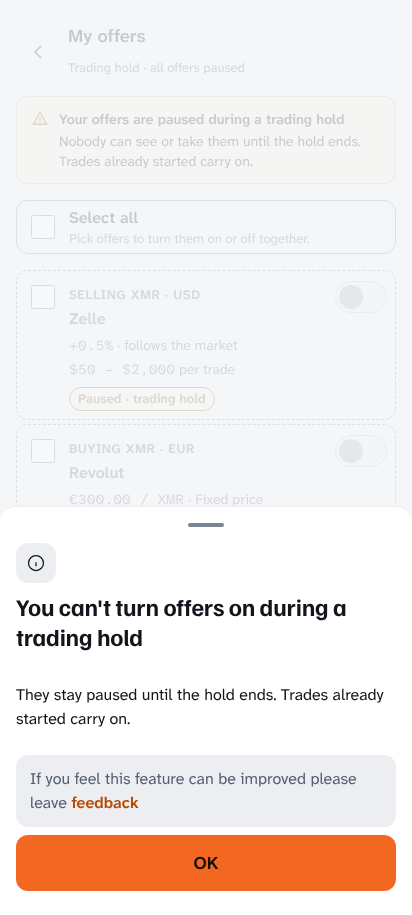 My offers
Trading hold · all offers paused
Your offers are paused during a trading hold
Nobody can see or take them until the hold ends.
Trades already started carry on.
Select all
Pick offers to turn them on or off together.
SELLING XMR · USD
Zelle
+0.5% · follows the market
$50 – $2,000 per trade
Paused · trading hold
BUYING XMR · EUR
Revolut
€300.00 / XMR · Fixed price
You can't turn offers on during a
trading hold
They stay paused until the hold ends. Trades already
started carry on.
If you feel this feature can be improved please
leave feedback
OK